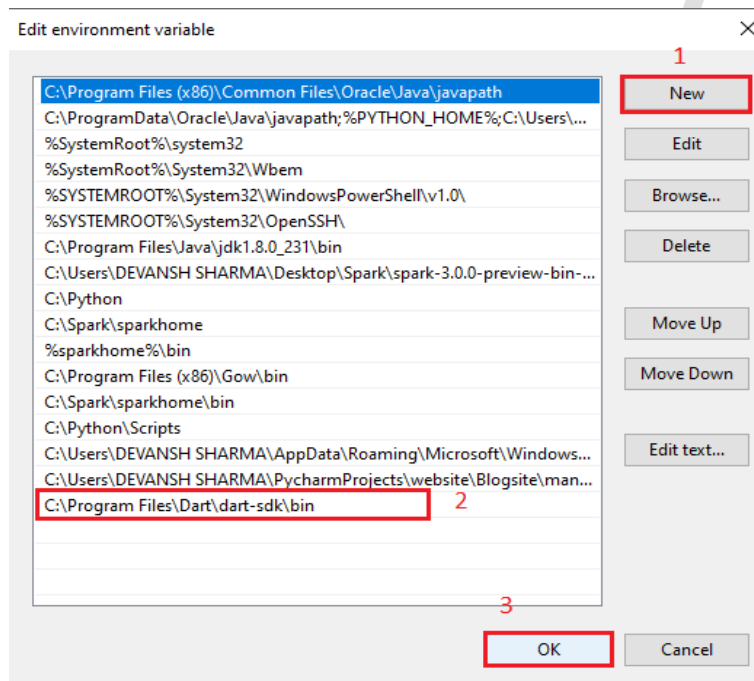 Edit environment variable
1
C:\Program Files (x86)\Common Files\Oracle\Java\javapath
New
C:\ProgramData\Oracle\Java\javapath;%PYTHON_HOME%;C:\Users\...
%SystemRoot%\system32
Edit
%SystemRoot%\System32\Wbem
%SYSTEMROOT%\System32\WindowsPowerShell\v1.0\
Browse...
%SYSTEMROOT%\System32\OpenSSH\
C:\Program Files\Java\jdk1.8.0_231\bin
Delete
C:\Users\DEVANSH SHARMA\Desktop\Spark\spark-3.0.0-preview-bin-...
C:\Python
C:\Spark\sparkhome
Move Up
%sparkhome%\bin
C:\Program Files (x86)\Gow\bin
Move Down
C:\Spark\sparkhome\bin
C:\Python\Scripts
C:\Users\DEVANSH SHARMA\AppData\Roaming\Microsoft\Windows...
Edit text...
C:\Users\DEVANSH SHARMA\PycharmProjects\website\Blogsite\man...
C:\Program Files\Dart\dart-sdk\bin
2
3
OK
Cancel